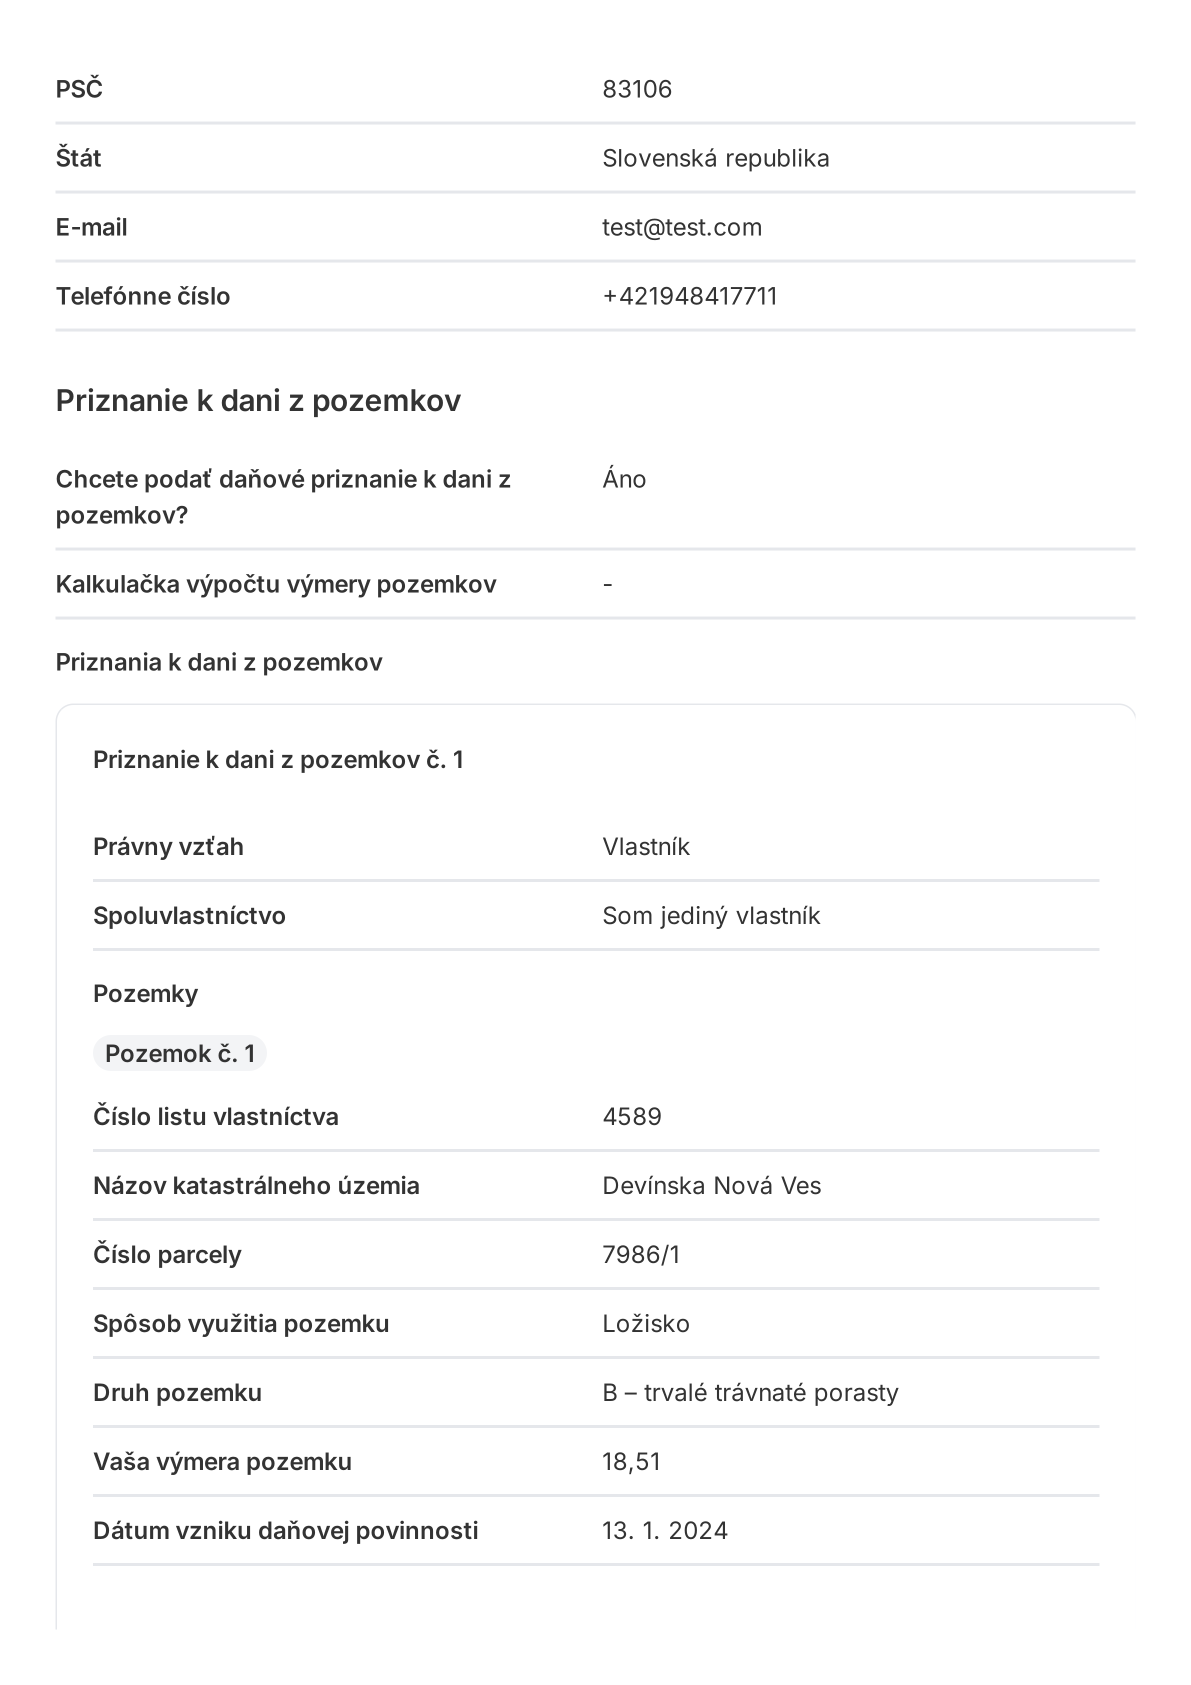 PSČ 83106
Štát Slovenská republika
E-mail test@test.com
Telefónne číslo +421948417711
Priznanie k dani z pozemkov
Chcete podať daňové priznanie k dani z Áno
pozemkov?
Kalkulačka výpočtu výmery pozemkov -
Priznania k dani z pozemkov
Priznanie k dani z pozemkov č. 1
Právny vzťah Vlastník
Spoluvlastníctvo Som jediný vlastník
Pozemky
Pozemok č. 1
Číslo listu vlastníctva 4589
Názov katastrálneho územia Devínska Nová Ves
Číslo parcely 7986/1
Spôsob využitia pozemku Ložisko
Druh pozemku B – trvalé trávnaté porasty
Vaša výmera pozemku 18,51
Dátum vzniku daňovej povinnosti 13. 1. 2024